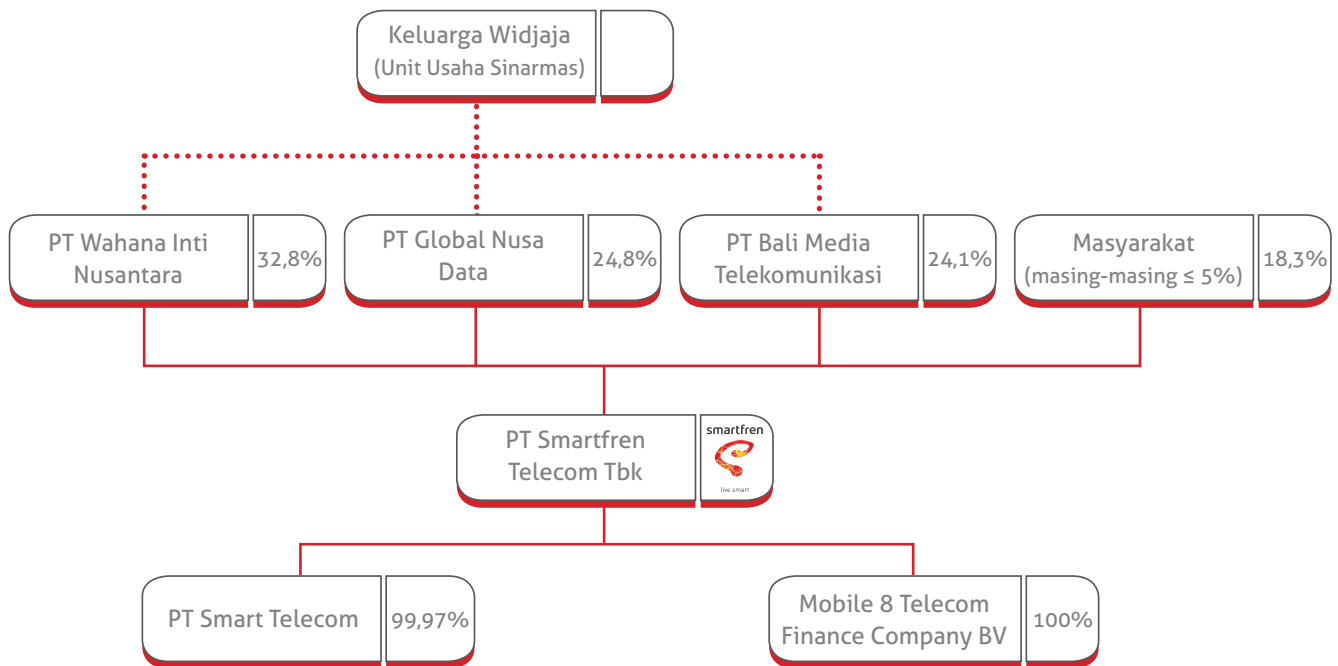 Keluarga Widjaja
(Unit Usaha Sinarmas)
PT Wahana Inti
Nusantara
32,8%
PT Global Nusa
Data
24,8%
PT Bali Media
Telekomunikasi
24,1%
Masyarakat
(masing-masing ≤ 5%)
18,3%
PT Smartfren
Telecom Tbk
smartfren
live smart
PT Smart Telecom
99,97%
Mobile 8 Telecom
Finance Company BV
100%